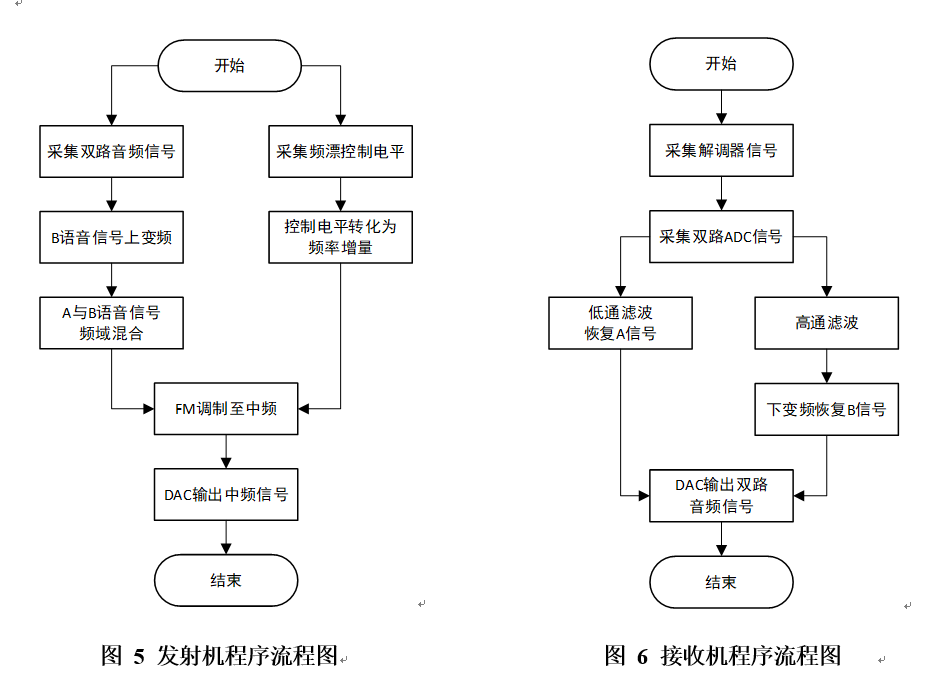 开始
采集双路音频信号
B语音信号上变频
A与B语音信号
频域混合
采集频漂控制电平
控制电平转化为
频率增量
FM调制至中频
DAC输出中频信号
结束
图 5 发射机程序流程图
开始
采集解调器信号
采集双路ADC信号
低通滤波
恢复A信号
高通滤波
下变频恢复B信号
DAC输出双路
音频信号
结束
图 6 接收机程序流程图